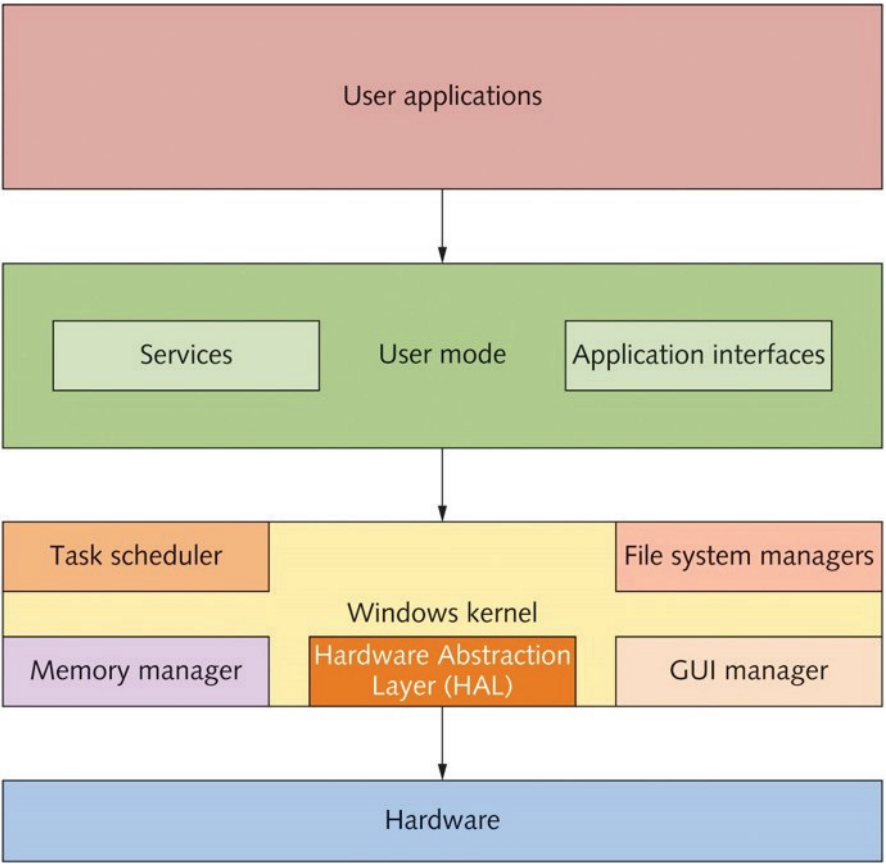 User applications
Services
User mode
Application interfaces
Task scheduler
File system managers
Windows kernel
Memory manager
Hardware Abstraction
Layer (HAL)
GUI manager
Hardware